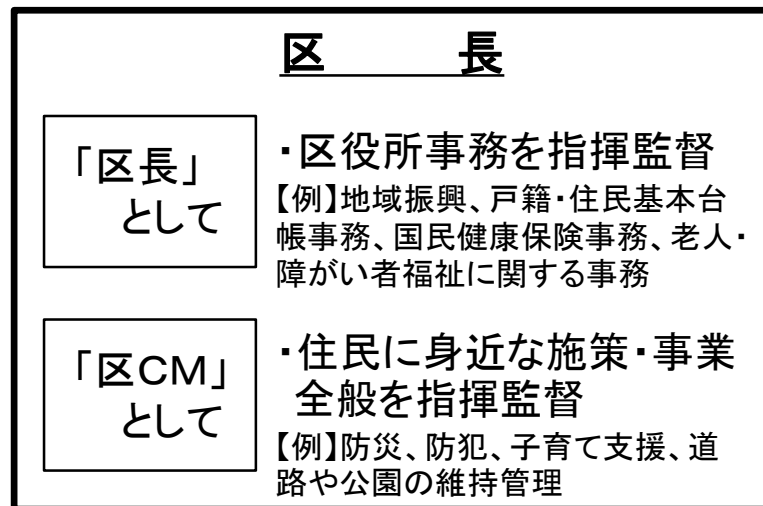 区　　　長
「区長」
として
・区役所事務を指揮監督
【例】地域振興、戸籍・住民基本台
帳事務、国民健康保険事務、老人・
障がい者福祉に関する事務
「区CM」
として
・住民に身近な施策・事業
全般を指揮監督
【例】防災、防犯、子育て支援、道
路や公園の維持管理